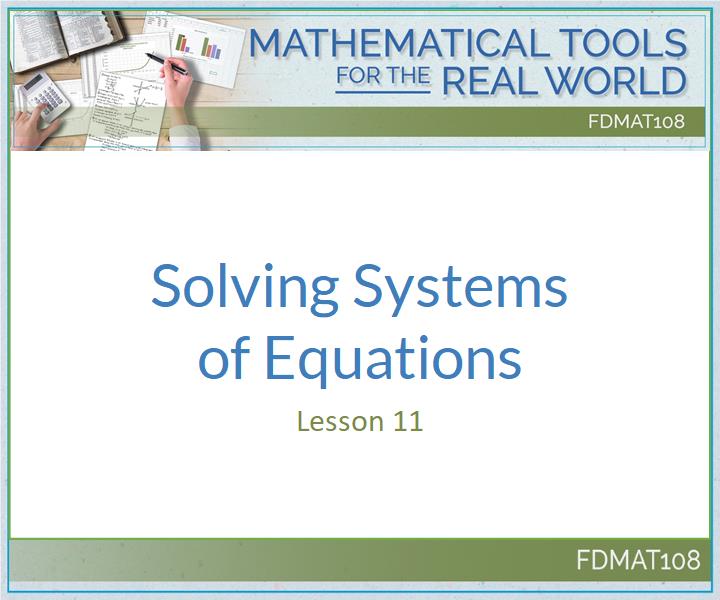 MATHEMATICAL TOOLS
FOR THE REAL WORLD
FDMAT108
Solving Systems
of Equations
Lesson 11
FDMAT108